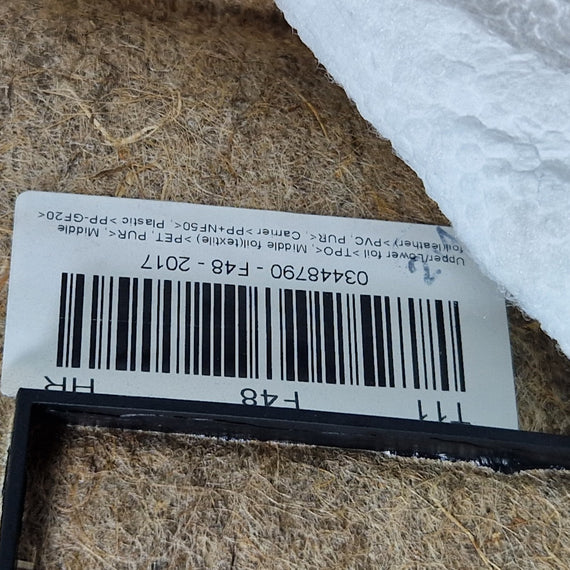 T11 F48 HR
03448790 - F48 - 2017
Upper/Lower foil >TPO<, Middle foil(textile) >PET, PUR<, Middle
foil(leather) >PVC, PUR<, Carrier >PP+NF50<, Plastic >PP-GF20<